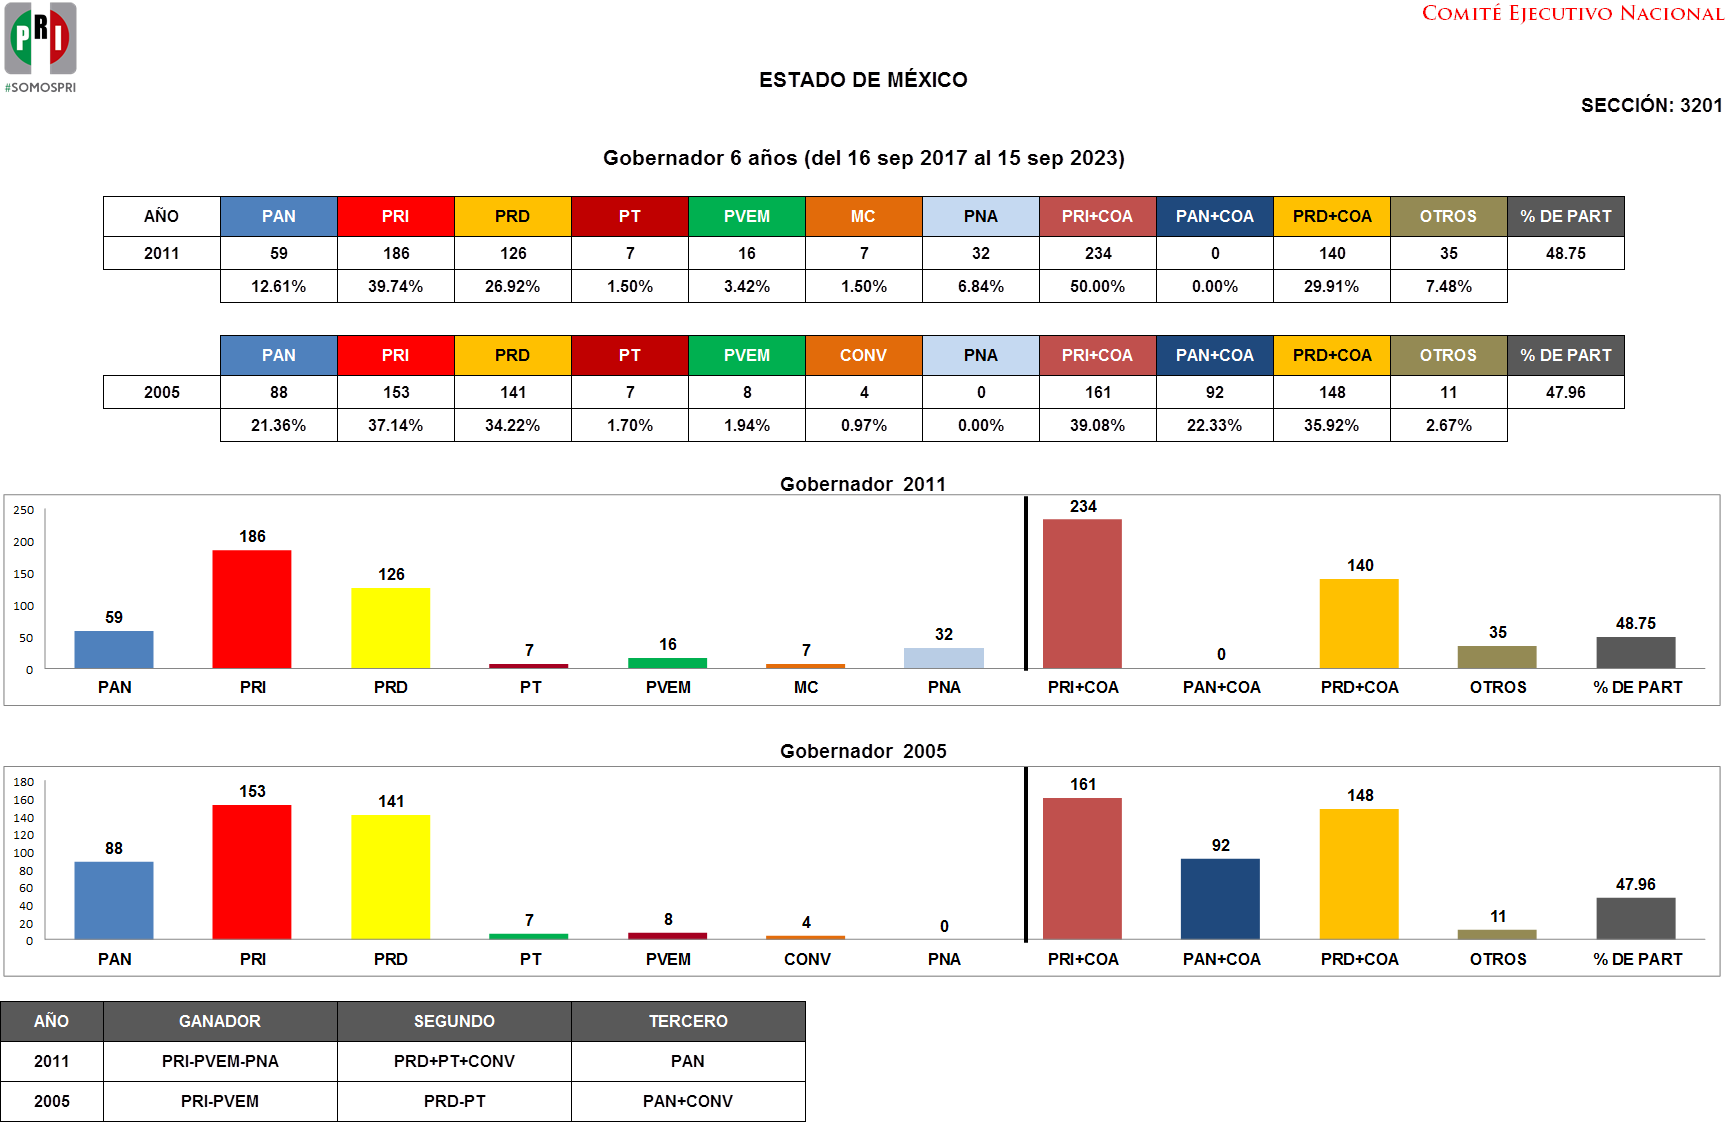 PRI
#SOMOSPRI
COMITÉ EJECUTIVO NACIONAL
ESTADO DE MÉXICO
SECCIÓN: 3201
Gobernador 6 años (del 16 sep 2017 al 15 sep 2023)
AÑO PAN PRI PRD PT PVEM MC PNA PRI+COA PAN+COA PRD+COA OTROS % DE PART
2011 59 186 126 7 16 7 32 234 0 140 35 48.75
12.61% 39.74% 26.92% 1.50% 3.42% 1.50% 6.84% 50.00% 0.00% 29.91% 7.48%
PAN PRI PRD PT PVEM CONV PNA PRI+COA PAN+COA PRD+COA OTROS % DE PART
2005 88 153 141 7 8 4 0 161 92 148 11 47.96
21.36% 37.14% 34.22% 1.70% 1.94% 0.97% 0.00% 39.08% 22.33% 35.92% 2.67%
Gobernador 2011
250
200
150
100
50
0
59 186 126 7 16 7 32 234 0 140 35 48.75
PAN PRI PRD PT PVEM MC PNA PRI+COA PAN+COA PRD+COA OTROS % DE PART
Gobernador 2005
180
160
140
120
100
80
60
40
20
0
88 153 141 7 8 4 0 161 92 148 11 47.96
PAN PRI PRD PT PVEM CONV PNA PRI+COA PAN+COA PRD+COA OTROS % DE PART
AÑO GANADOR SEGUNDO TERCERO
2011 PRI-PVEM-PNA PRD+PT+CONV PAN
2005 PRI-PVEM PRD-PT PAN+CONV